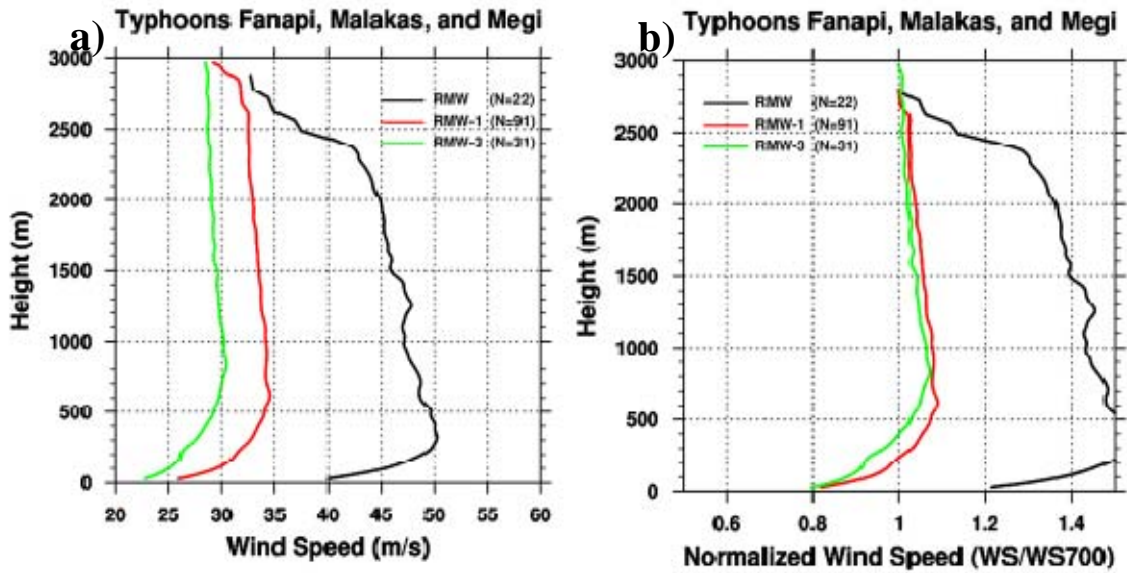 Typhoons Fanapi, Malakas, and Megi
a)
3000
2500
2000
1500
1000
500
0
Height (m)
RMW (N=22)
RMW-1 (N=91)
RMW-3 (N=31)
20 25 30 35 40 45 50 55 60
Wind Speed (m/s)
Typhoons Fanapi, Malakas, and Megi
b)
3000
2500
2000
1500
1000
500
0
Height (m)
RMW (N=22)
RMW-1 (N=91)
RMW-3 (N=31)
0.6 0.8 1 1.2 1.4
Normalized Wind Speed (WS/WS700)